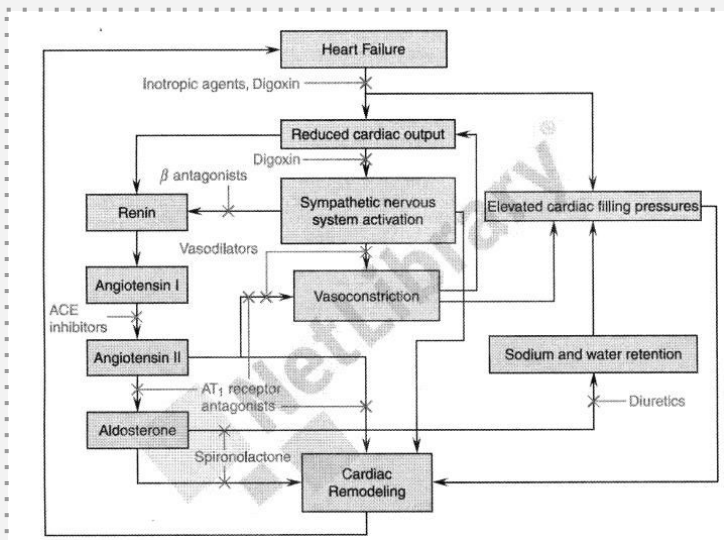 Heart Failure
Inotropic agents, Digoxin
Reduced cardiac output
Digoxin
β antagonists
Renin
Sympathetic nervous
system activation
Elevated cardiac filling pressures
Vasodilators
Angiotensin I
Vasoconstriction
ACE
inhibitors
Angiotensin II
Sodium and water retention
AT₁ receptor
antagonists
Diuretics
Aldosterone
Spironolactone
Cardiac
Remodeling
NetLibrary®